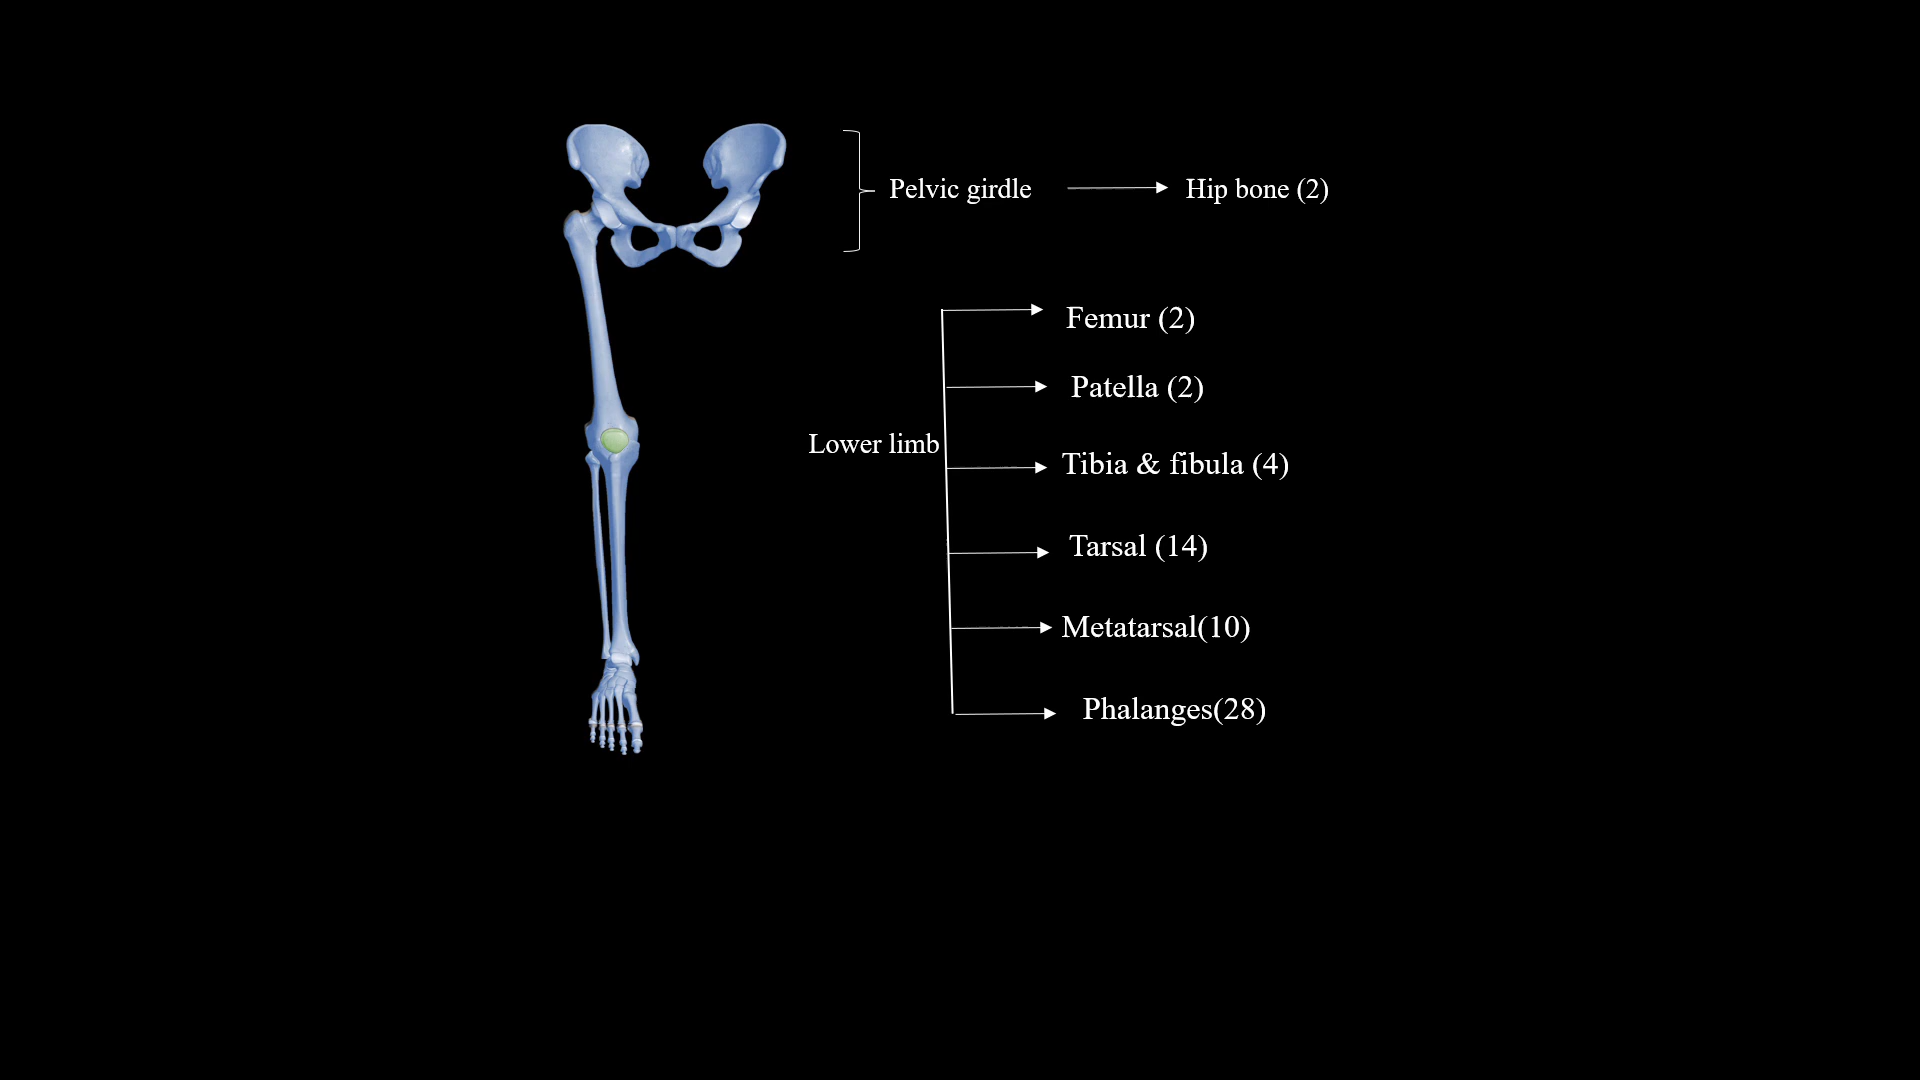 Pelvic girdle
Hip bone (2)
Femur (2)
Patella (2)
Lower limb
Tibia & fibula (4)
Tarsal (14)
Metatarsal(10)
Phalanges(28)